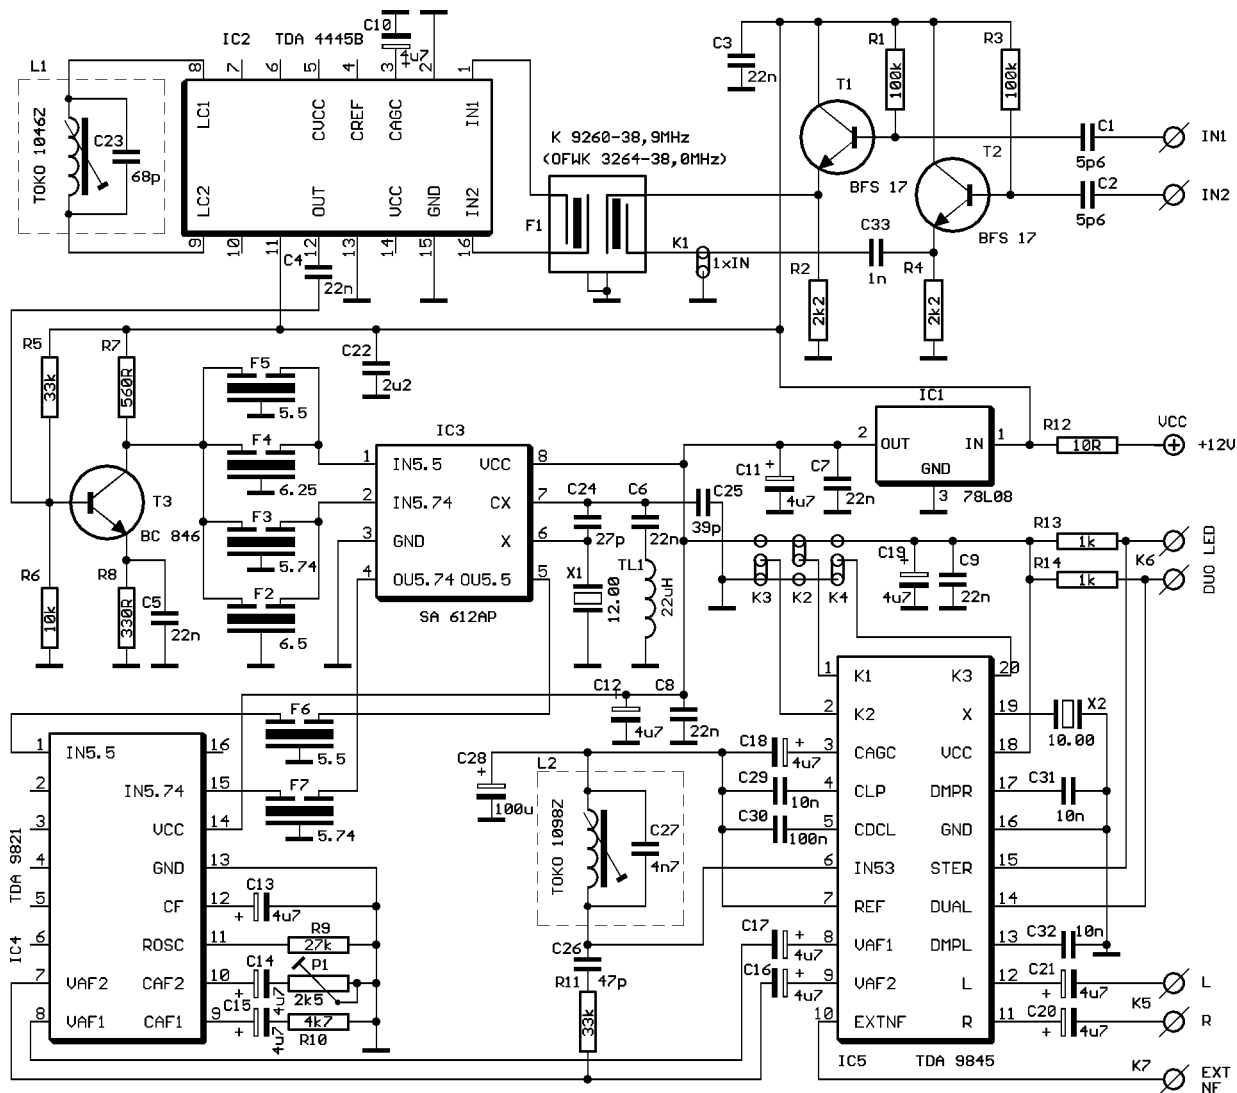 IC2 TDA 4445B
C10
4u7
8 7 6 5 4 3 2 1
LC1 CVCC CREF CAGC IN1
LC2 OUT VCC GND IN2
9 10 11 12 13 14 15 16
L1
TOKO 1046Z
C23
68p
C4
22n
C3
22n
R1
100k
R3
100k
T1
BFS 17
T2
BFS 17
C1
5p6
IN1
C2
5p6
IN2
K 9260-38,9MHz
(OFWK 3264-38,0MHz)
F1
K1
1xIN
C33
1n
R2
2k2
R4
2k2
R5
33k
R7
560R
C22
2u2
F5
5.5
F4
6.25
F3
5.74
F2
6.5
T3
BC 846
R6
10k
R8
330R
C5
22n
IC3
1 IN5.5 VCC 8
2 IN5.74 CX 7
3 GND X 6
4 OU5.74 OU5.5 5
SA 612AP
C24
27p
C6
22n
C25
39p
X1
12.00
TL1
22uH
IC1
2 OUT IN 1
GND
3
78L08
R12
10R
VCC
+12V
C11 +
4u7
C7
22n
C19 +
4u7
C9
22n
R13
1k
R14
1k
K6
DUO LED
K3 K2 K4
C12 +
4u7
C8
22n
F6
5.5
F7
5.74
TDA 9821
IC4
1 IN5.5 16
2 IN5.74 15
3 VCC 14
4 GND 13
5 CF 12
6 ROSC 11
7 VAF2 CAF2 10
8 VAF1 CAF1 9
C13
+ 4u7
R9
27k
C14
+ 4u7
P1
2k5
C15
+ 4u7
4k7
R10
C28 +
100u
L2
TOKO 1098Z
C27
4n7
C26
47p
R11
33k
C18 +
4u7
C29
10n
C30
100n
C17 +
4u7
C16 +
4u7
1 K1 K3 20
2 K2 X 19
3 CAGC VCC 18
4 CLP DMPR 17
5 CDCL GND 16
6 IN53 STER 15
7 REF DUAL 14
8 VAF1 DMPL 13
9 VAF2 L 12
10 EXTNF R 11
IC5 TDA 9845
X2
10.00
C31
10n
C32 10n
C21
+ 4u7
K5
L
C20
+ 4u7
R
K7
EXT
NF